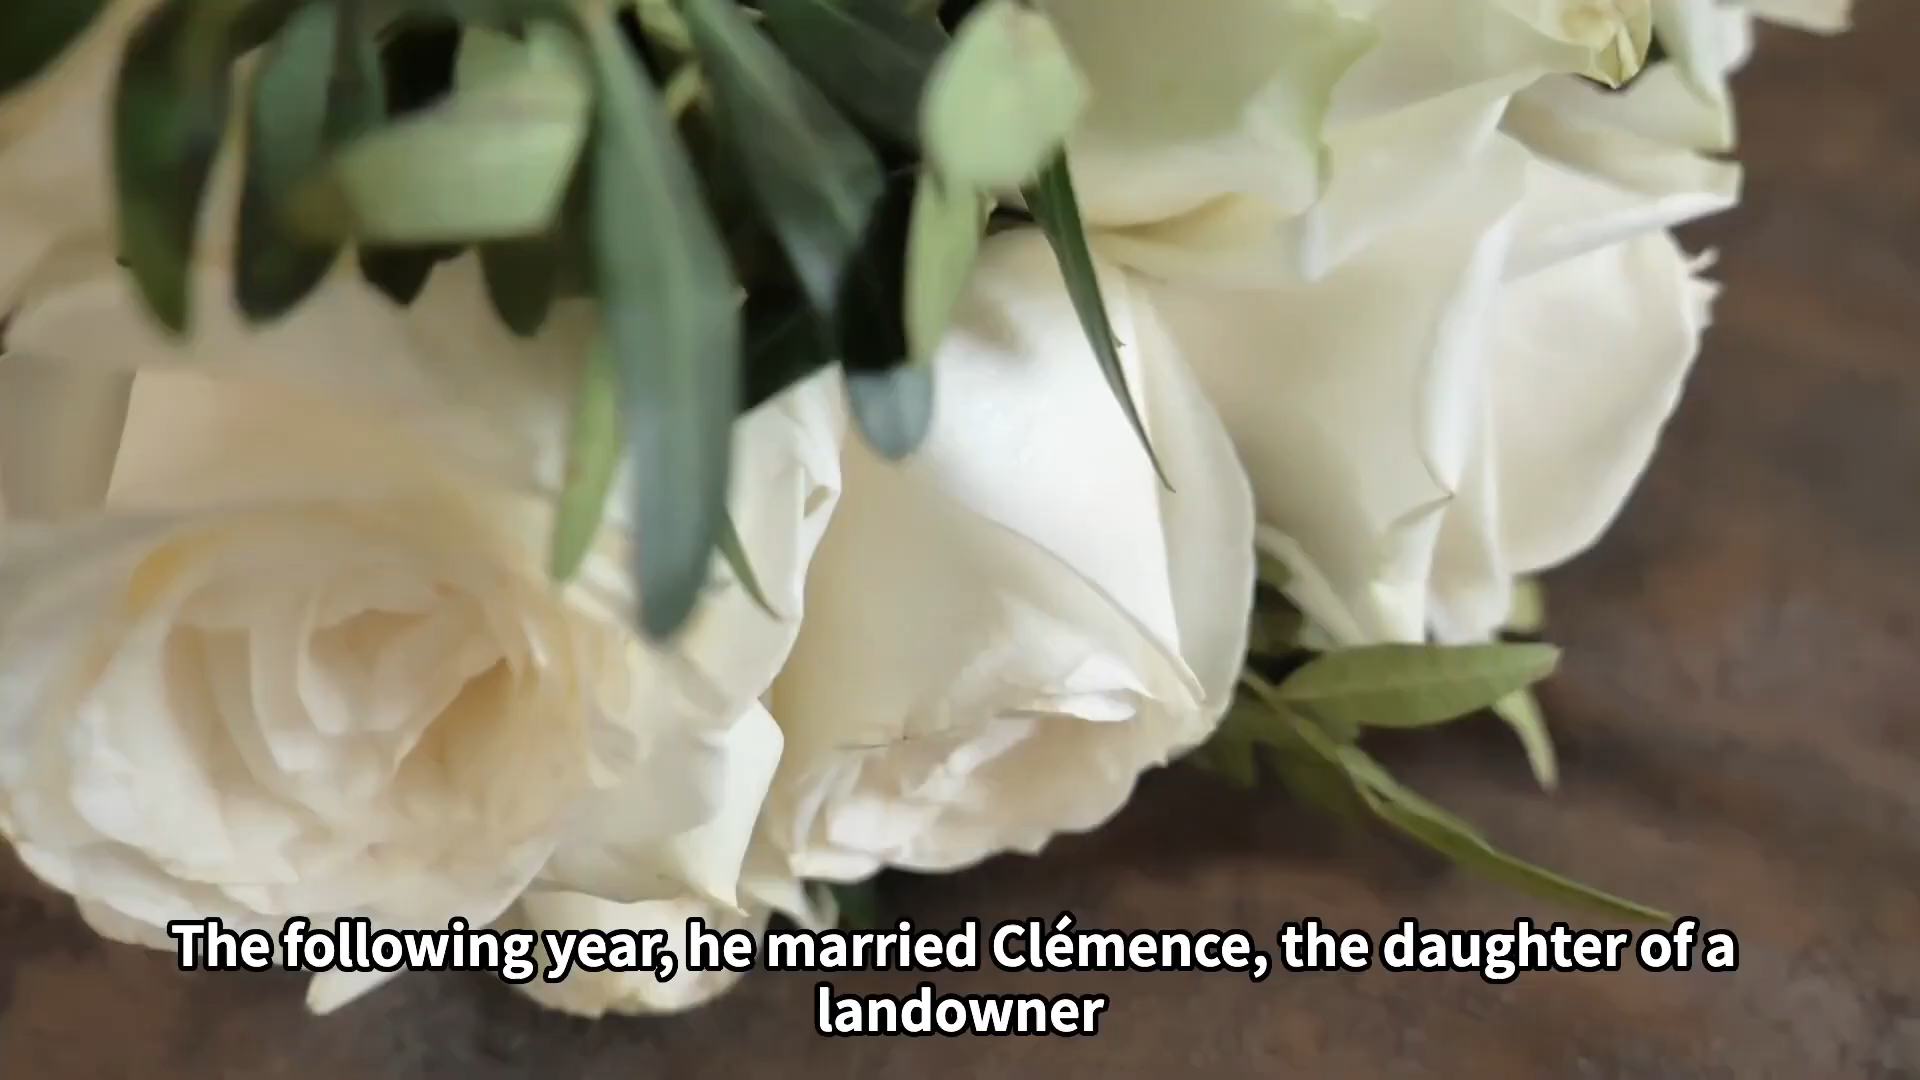 The following year, he married Clémence, the daughter of a
landowner